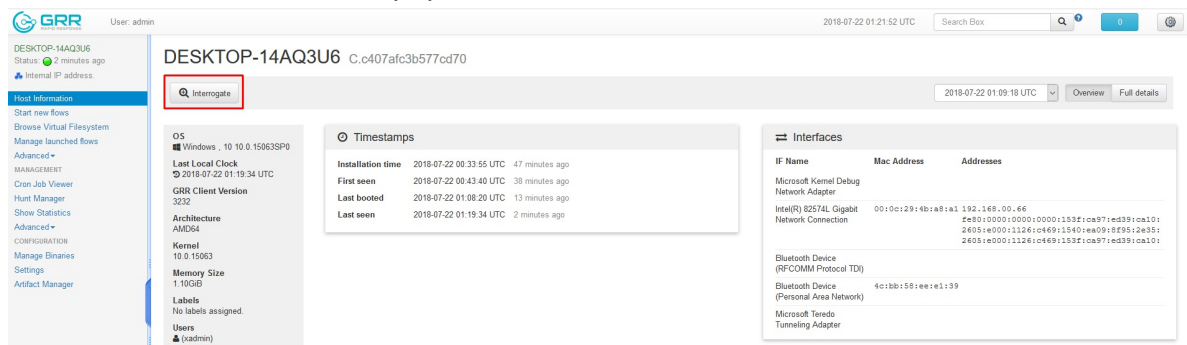 GRR
RAPID RESPONSE
User: admin
2018-07-22 01:21:52 UTC
Search Box
0
DESKTOP-14AQ3U6
Status: 2 minutes ago
Internal IP address.
Host Information
Start new flows
Browse Virtual Filesystem
Manage launched flows
Advanced
MANAGEMENT
Cron Job Viewer
Hunt Manager
Show Statistics
Advanced
CONFIGURATION
Manage Binaries
Settings
Artifact Manager
DESKTOP-14AQ3U6 C.c407afc3b577cd70
Interrogate
2018-07-22 01:09:18 UTC
Overview Full details
OS
Windows , 10 10.0.15063SP0
Last Local Clock
2018-07-22 01:19:34 UTC
GRR Client Version
3232
Architecture
AMD64
Kernel
10.0.15063
Memory Size
1.10GiB
Labels
No labels assigned.
Users
(xadmin)
Timestamps
Installation time 2018-07-22 00:33:55 UTC 47 minutes ago
First seen 2018-07-22 00:43:40 UTC 38 minutes ago
Last booted 2018-07-22 01:08:20 UTC 13 minutes ago
Last seen 2018-07-22 01:19:34 UTC 2 minutes ago
Interfaces
IF Name Mac Address Addresses
Microsoft Kernel Debug
Network Adapter
Intel(R) 82574L Gigabit 00:0c:29:4b:a8:a1 192.168.00.66
Network Connection fe80:0000:0000:0000:153f:ca97:ed39:ca10:
2605:e000:1126:c469:1540:ea09:8f95:2e35:
2605:e000:1126:c469:153f:ca97:ed39:ca10:
Bluetooth Device
(RFCOMM Protocol TDI)
Bluetooth Device 4c:bb:58:ee:e1:39
(Personal Area Network)
Microsoft Teredo
Tunneling Adapter